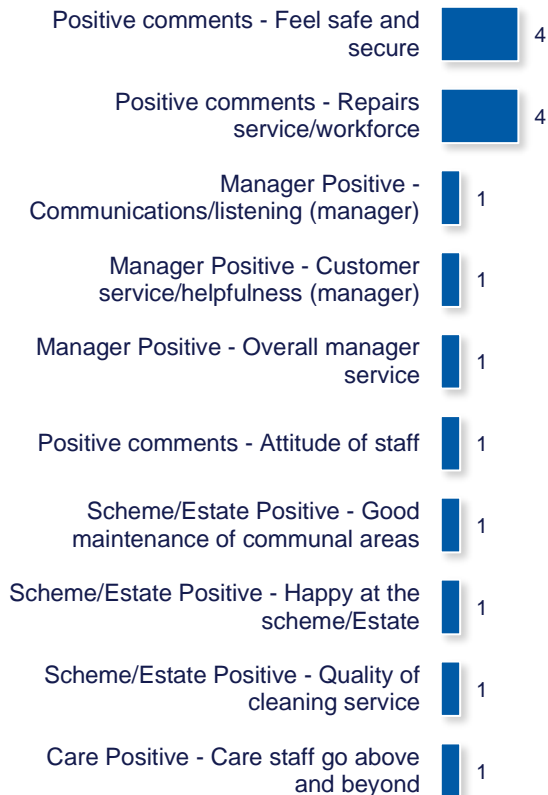 Positive comments - Feel safe and
secure
4
Positive comments - Repairs
service/workforce
4
Manager Positive -
Communications/listening (manager)
1
Manager Positive - Customer
service/helpfulness (manager)
1
Manager Positive - Overall manager
service
1
Positive comments - Attitude of staff
1
Scheme/Estate Positive - Good
maintenance of communal areas
1
Scheme/Estate Positive - Happy at the
scheme/Estate
1
Scheme/Estate Positive - Quality of
cleaning service
1
Care Positive - Care staff go above
and beyond
1